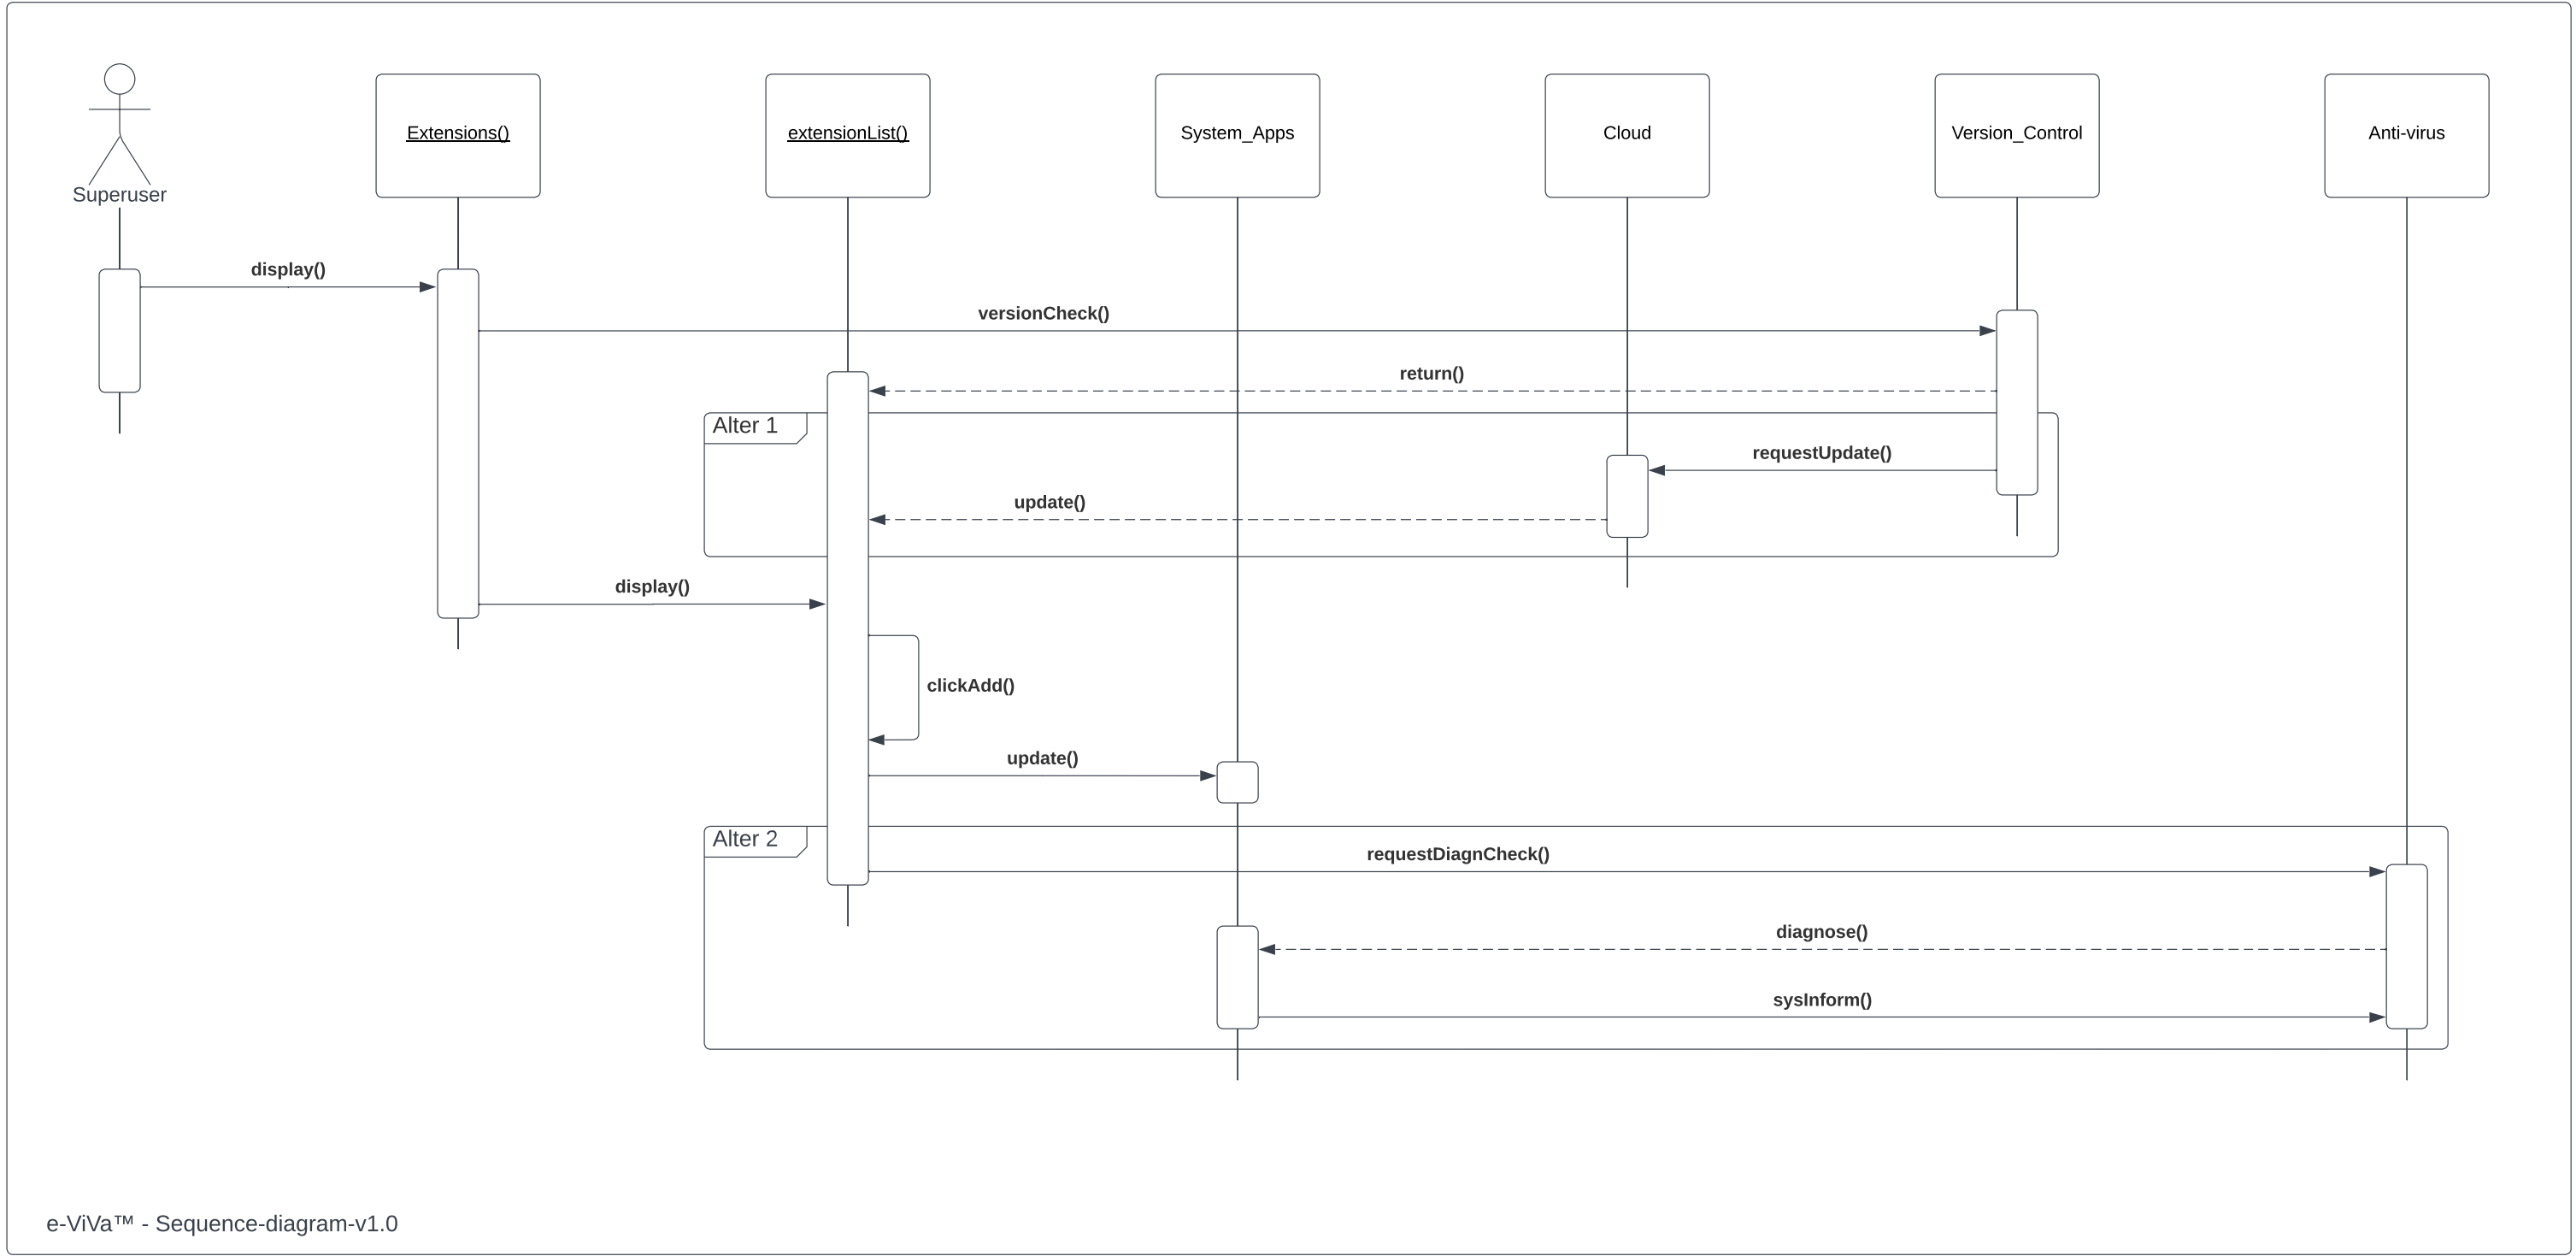 Superuser
Extensions()
extensionList()
System_Apps
Cloud
Version_Control
Anti-virus
display()
versionCheck()
return()
Alter 1
requestUpdate()
update()
display()
clickAdd()
update()
Alter 2
requestDiagnCheck()
diagnose()
sysInform()
e-ViVa™ - Sequence-diagram-v1.0